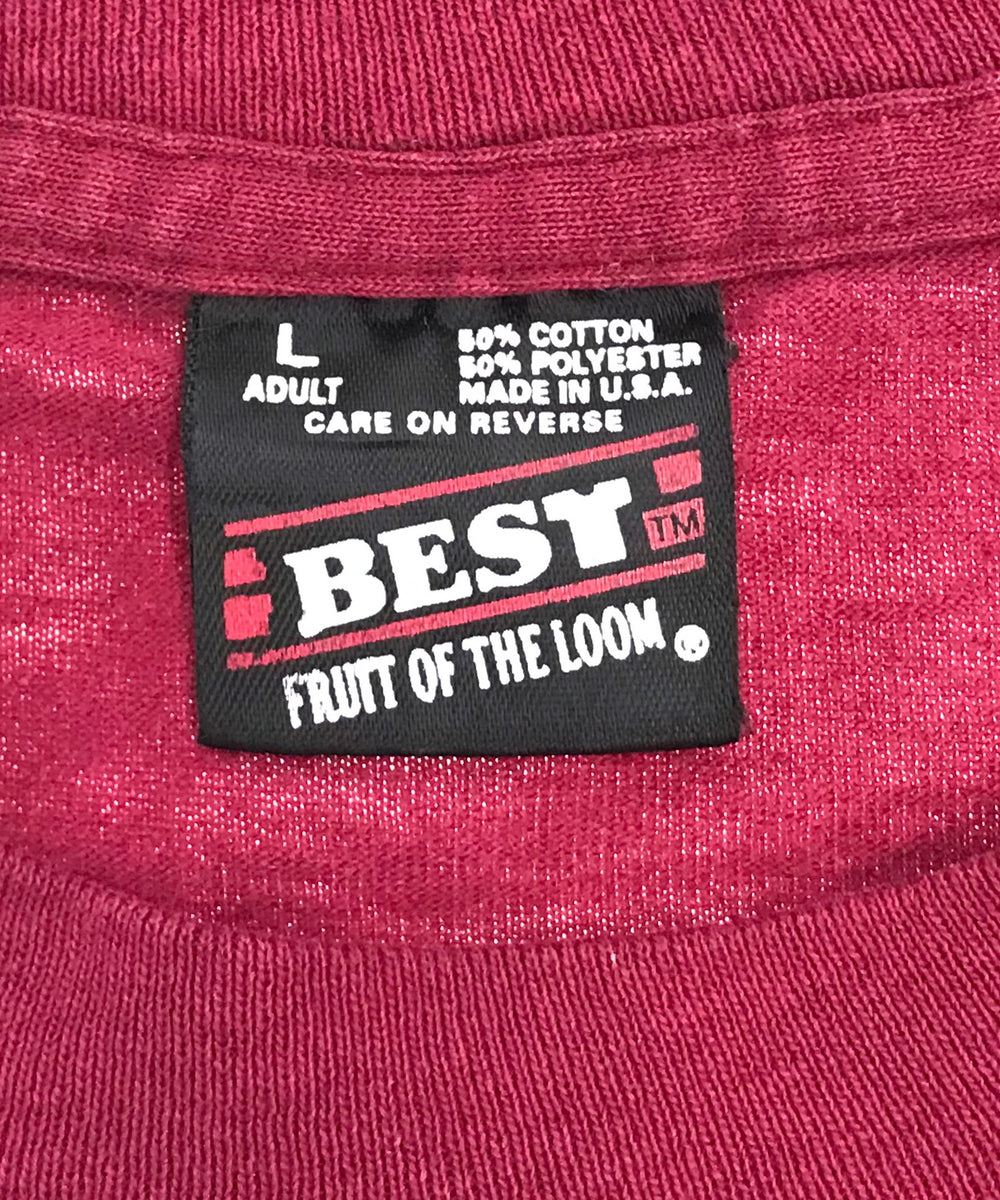 L
ADULT
50% COTTON
50% POLYESTER
MADE IN U.S.A.
CARE ON REVERSE
BEST TM
FRUIT OF THE LOOM ®